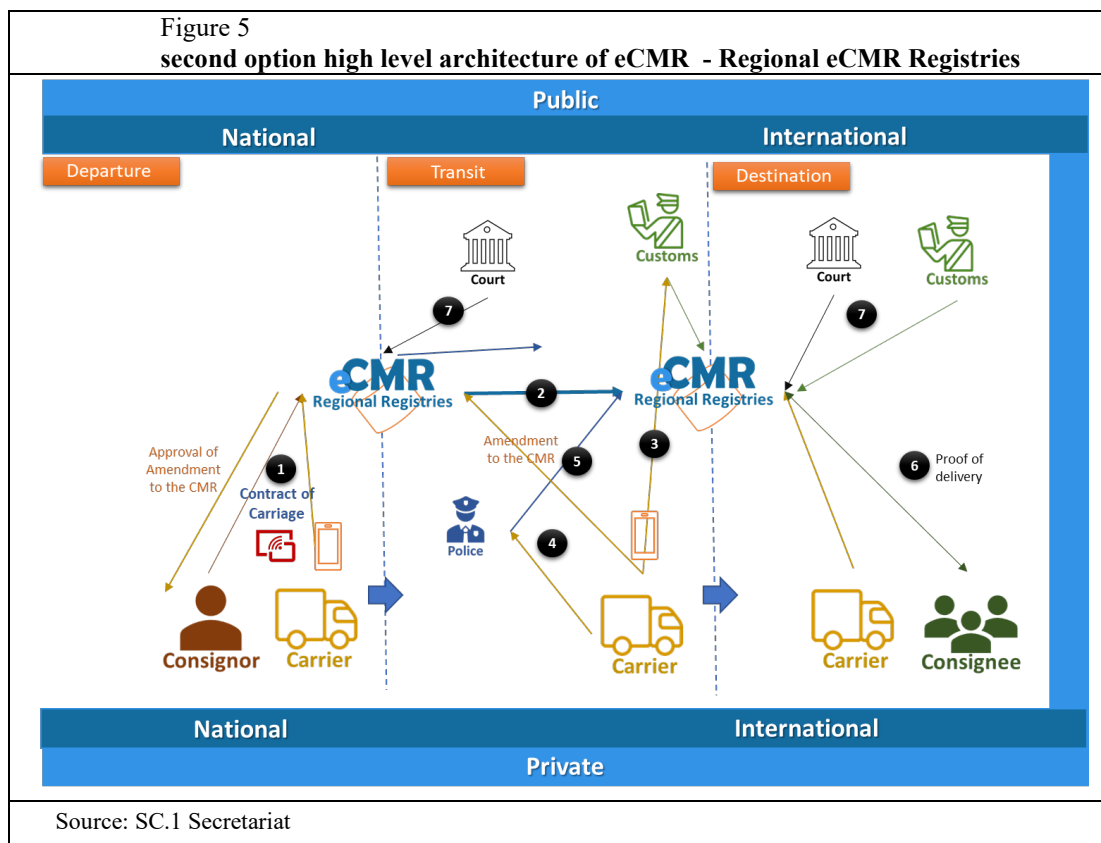 Figure 5
second option high level architecture of eCMR - Regional eCMR Registries
Public
National
International
Departure
Transit
Destination
Customs
Court
Court
Customs
7
7
eCMR
Regional Registries
eCMR
Regional Registries
2
Approval of
Amendment
to the CMR
1
Contract of
Carriage
Amendment
to the CMR
5
3
6
Proof of
delivery
Police
4
Consignor
Carrier
Carrier
Carrier
Consignee
National
International
Private
Source: SC.1 Secretariat